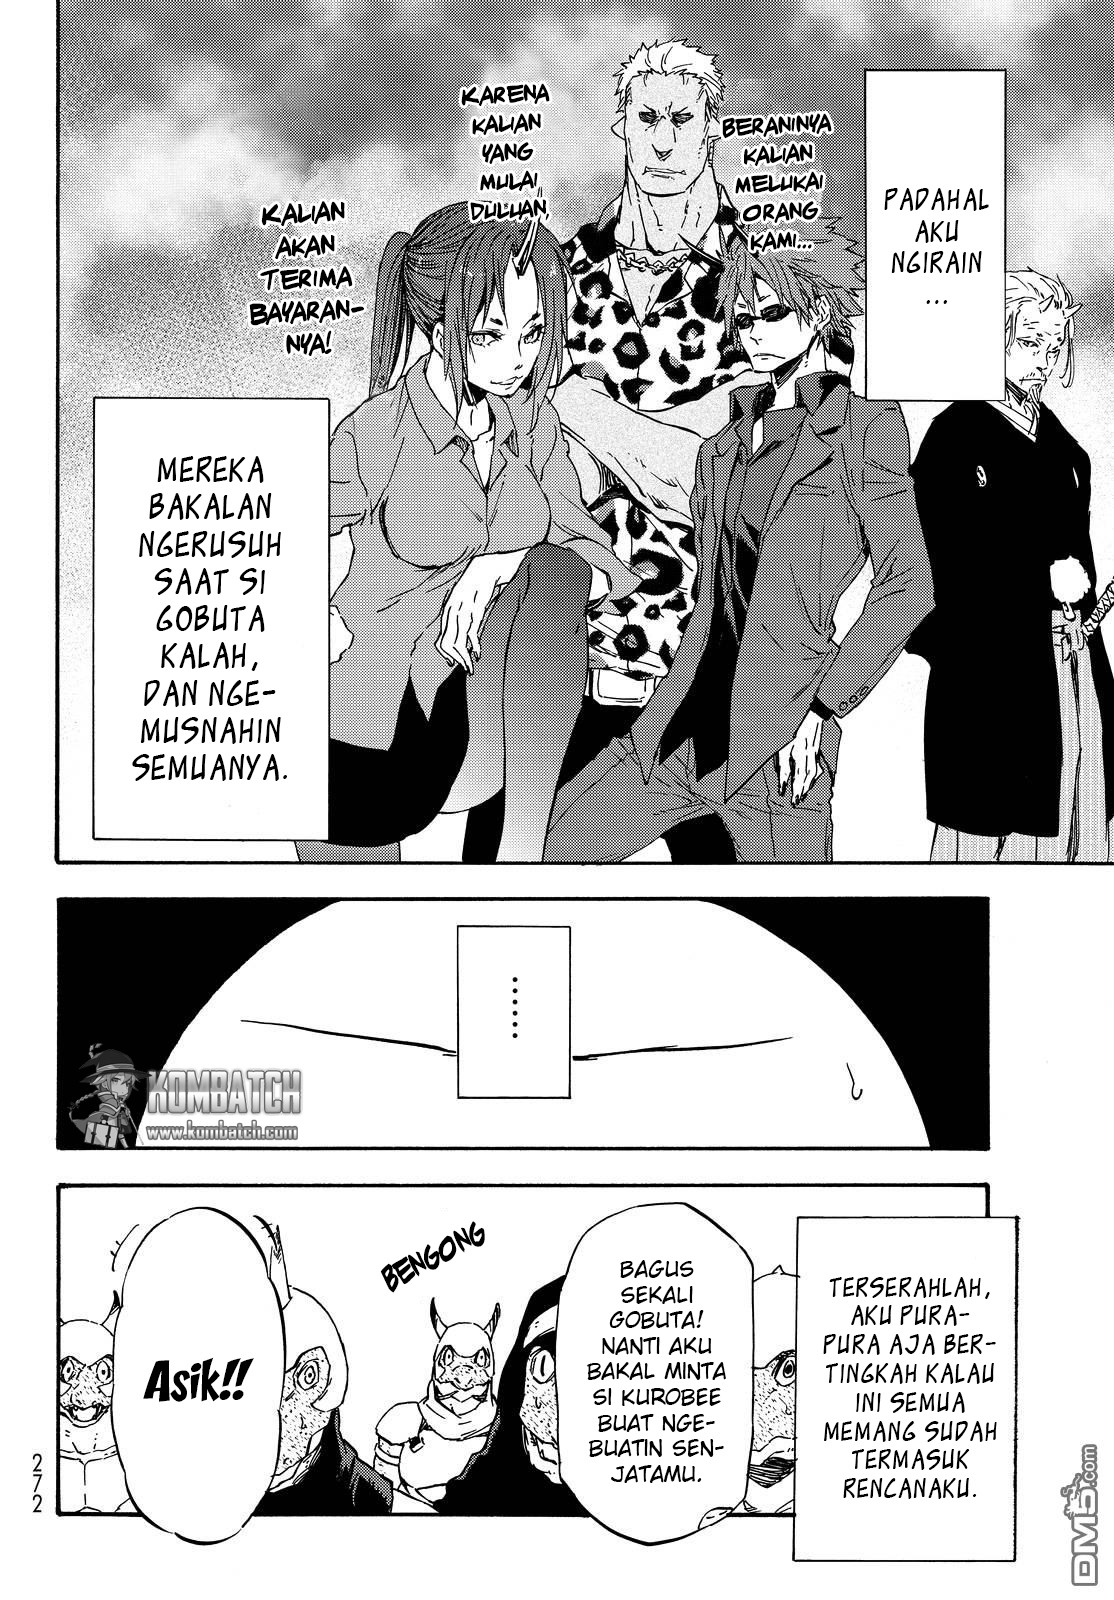 PADAHAL
AKU
NGIRAIN
...
BERANINYA
KALIAN
MELUKAI
ORANG
KAMI...
KARENA
KALIAN
YANG
MULAI
DULUAN,
KALIAN
AKAN
TERIMA
BAYARAN-
NYA!
MEREKA
BAKALAN
NGERUSUH
SAAT SI
GOBUTA
KALAH,
DAN NGE-
MUSNAHIN
SEMUANYA.
......
KOMBATCH
www.kombatch.com
TERSERAHLAH,
AKU PURA-
PURA AJA BER-
TINGKAH KALAU
INI SEMUA
MEMANG SUDAH
TERMASUK
RENCANAKU.
BAGUS
SEKALI
GOBUTA!
NANTI AKU
BAKAL MINTA
SI KUROBEE
BUAT NGE-
BUATIN SEN-
JATAMU.
BENGONG
Asik!!
272
DM5.com